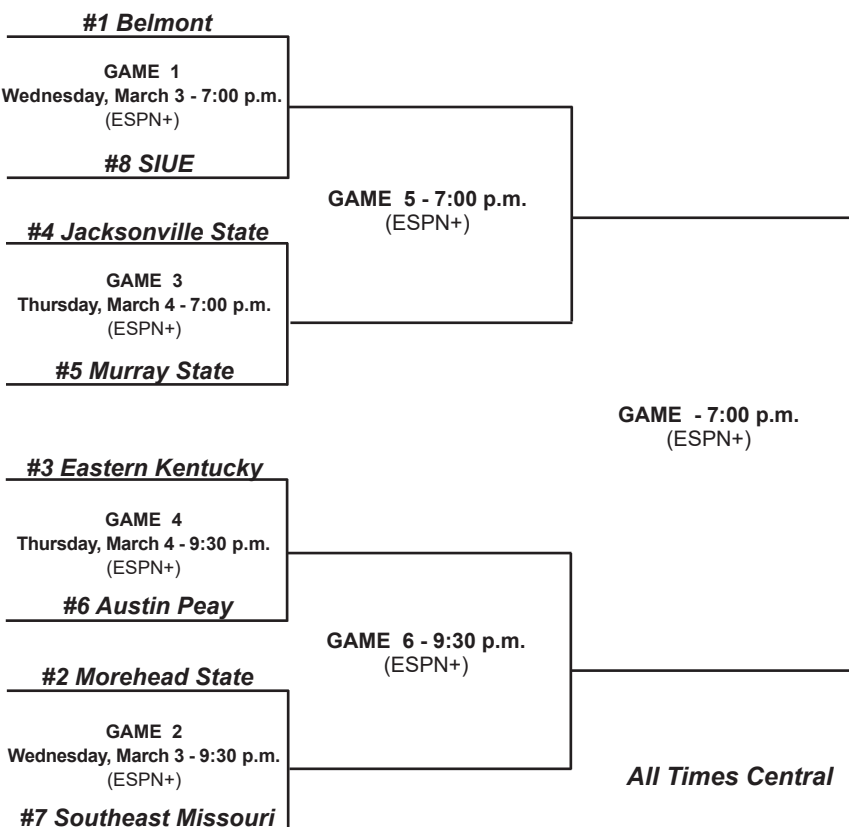 #1 Belmont
GAME 1
Wednesday, March 3 - 7:00 p.m.
(ESPN+)
#8 SIUE
GAME 5 - 7:00 p.m.
(ESPN+)
#4 Jacksonville State
GAME 3
Thursday, March 4 - 7:00 p.m.
(ESPN+)
#5 Murray State
GAME - 7:00 p.m.
(ESPN+)
#3 Eastern Kentucky
GAME 4
Thursday, March 4 - 9:30 p.m.
(ESPN+)
#6 Austin Peay
GAME 6 - 9:30 p.m.
(ESPN+)
#2 Morehead State
GAME 2
Wednesday, March 3 - 9:30 p.m.
(ESPN+)
#7 Southeast Missouri
All Times Central